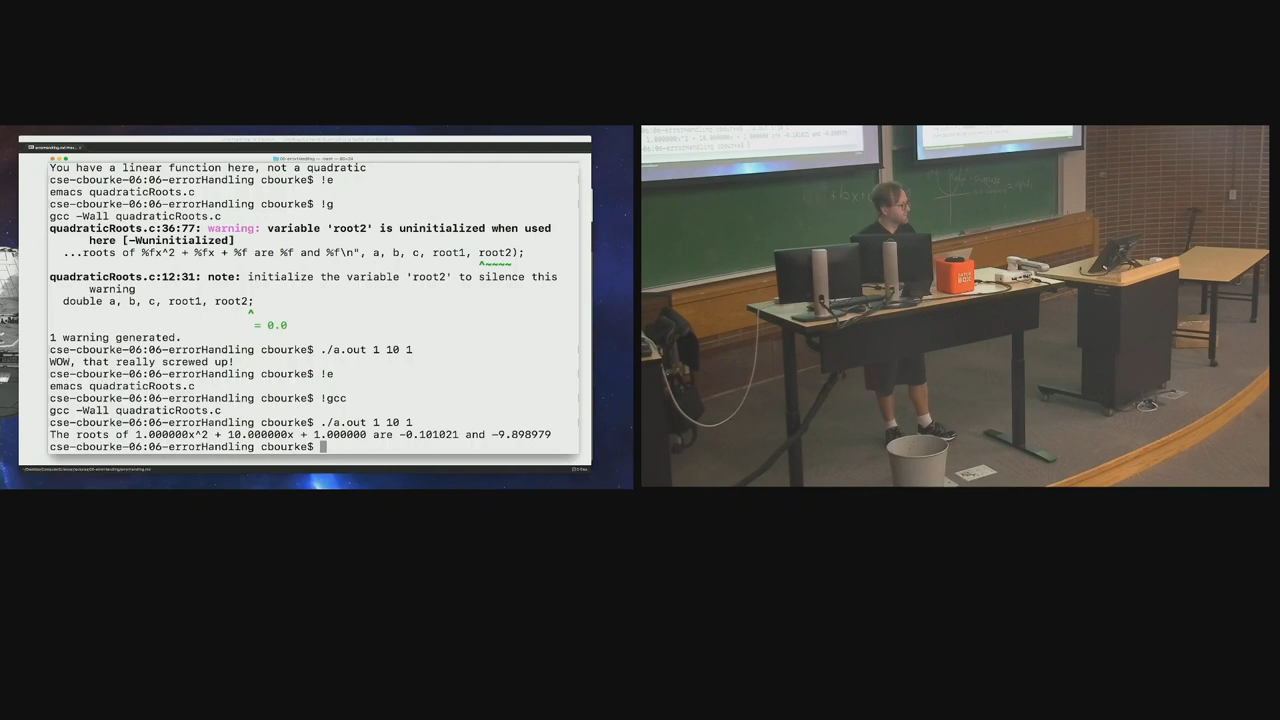 You have a linear function here, not a quadratic
cse-cbourke-06:06-errorHandling cbourke$ !e
emacs quadraticRoots.c
cse-cbourke-06:06-errorHandling cbourke$ !g
gcc -Wall quadraticRoots.c
quadraticRoots.c:36:77: warning: variable 'root2' is uninitialized when used
here [-Wuninitialized]
...roots of %fx^2 + %fx + %f are %f and %f\n", a, b, c, root1, root2);
^~~~~
quadraticRoots.c:12:31: note: initialize the variable 'root2' to silence this
warning
double a, b, c, root1, root2;
^
= 0.0
1 warning generated.
cse-cbourke-06:06-errorHandling cbourke$ ./a.out 1 10 1
WOW, that really screwed up!
cse-cbourke-06:06-errorHandling cbourke$ !e
emacs quadraticRoots.c
cse-cbourke-06:06-errorHandling cbourke$ !gcc
gcc -Wall quadraticRoots.c
cse-cbourke-06:06-errorHandling cbourke$ ./a.out 1 10 1
The roots of 1.000000x^2 + 10.000000x + 1.000000 are -0.101021 and -9.898979
cse-cbourke-06:06-errorHandling cbourke$